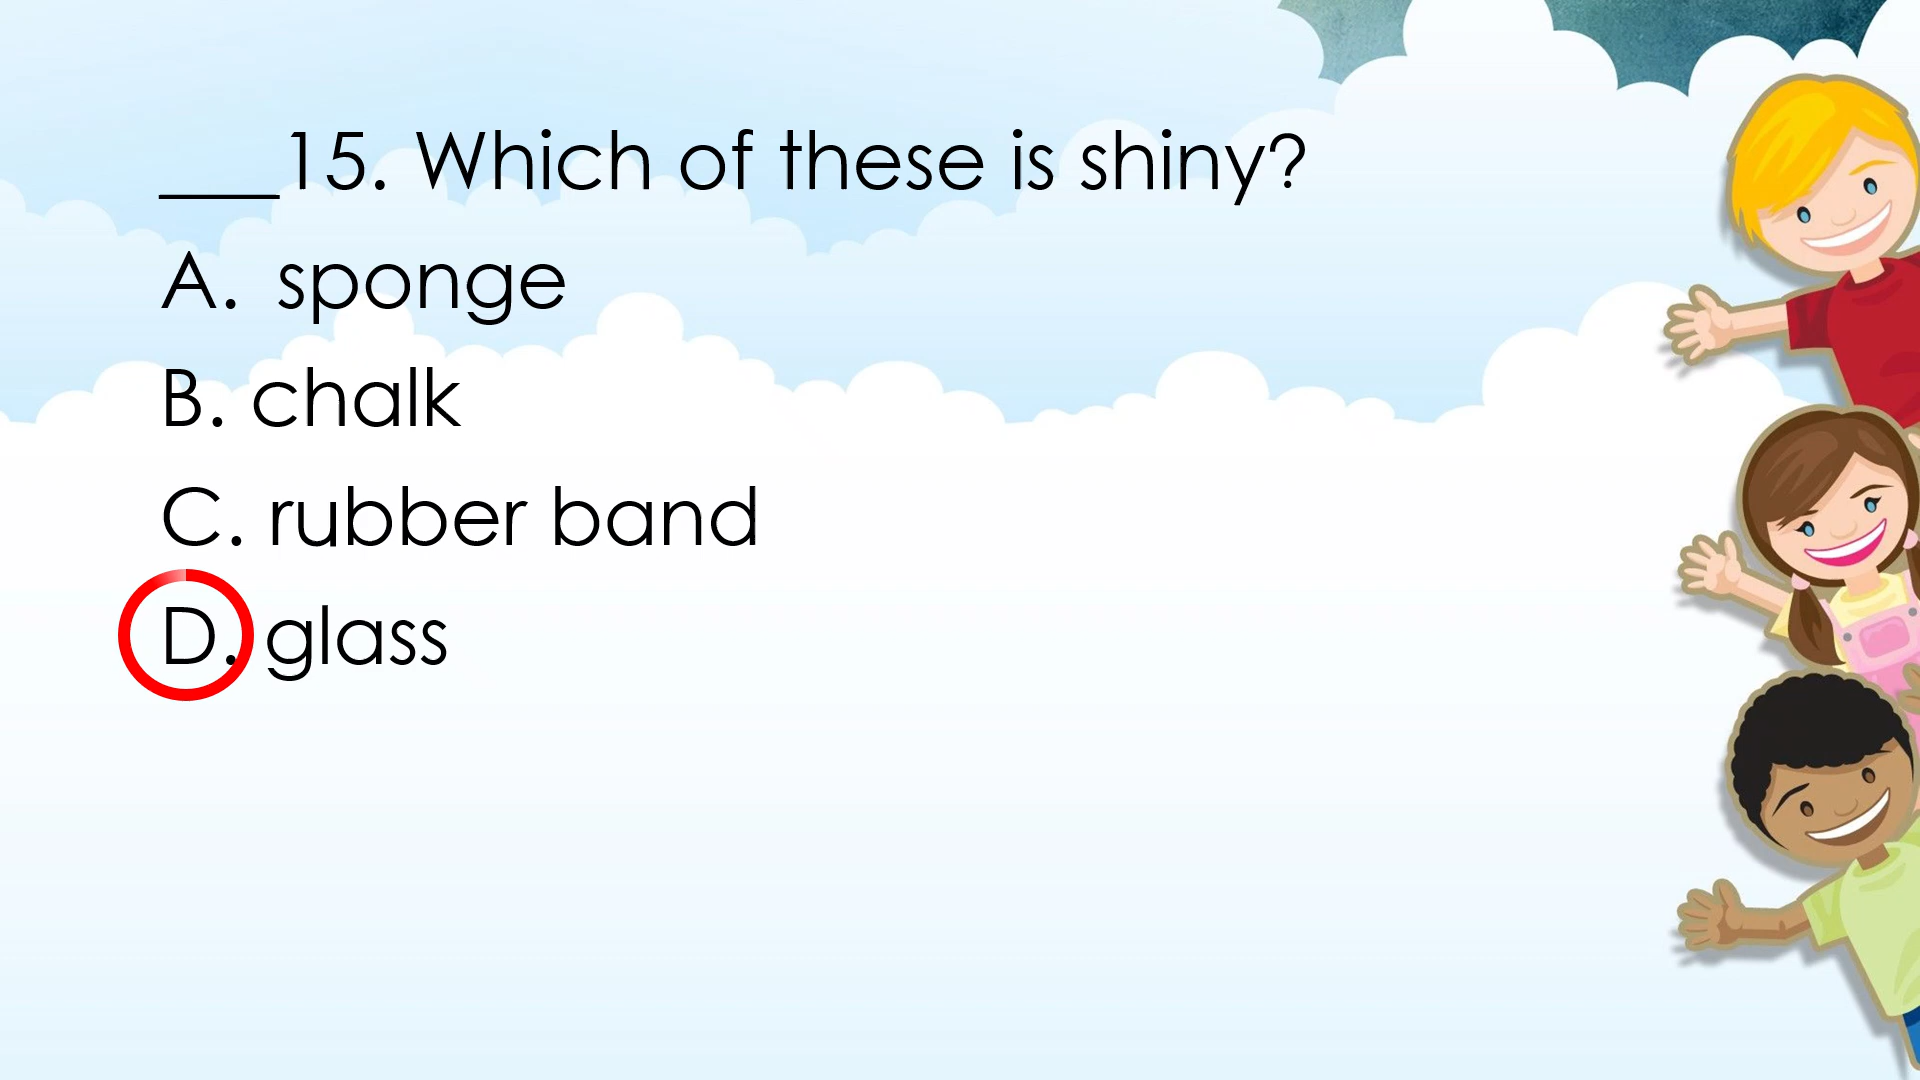 ___15. Which of these is shiny?
A. sponge
B. chalk
C. rubber band
D. glass